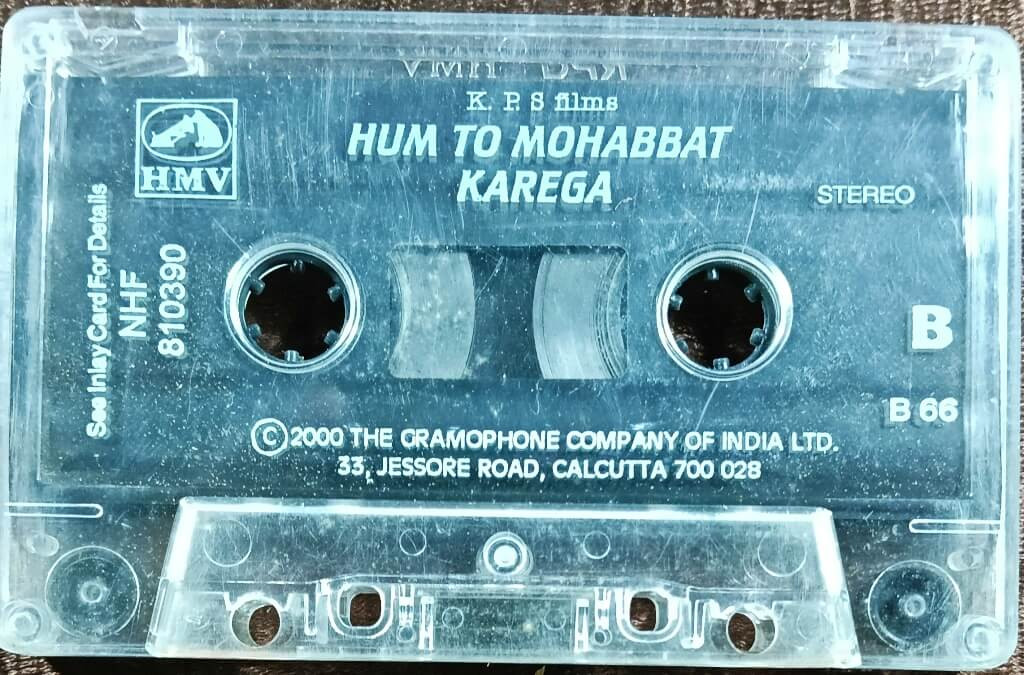 K. P. S films
HUM TO MOHABBAT
KAREGA
HMV
STEREO
See Inlay Card For Details
NHF
810390
B
B 66
©2000 THE GRAMOPHONE COMPANY OF INDIA LTD.
33, JESSORE ROAD, CALCUTTA 700 028